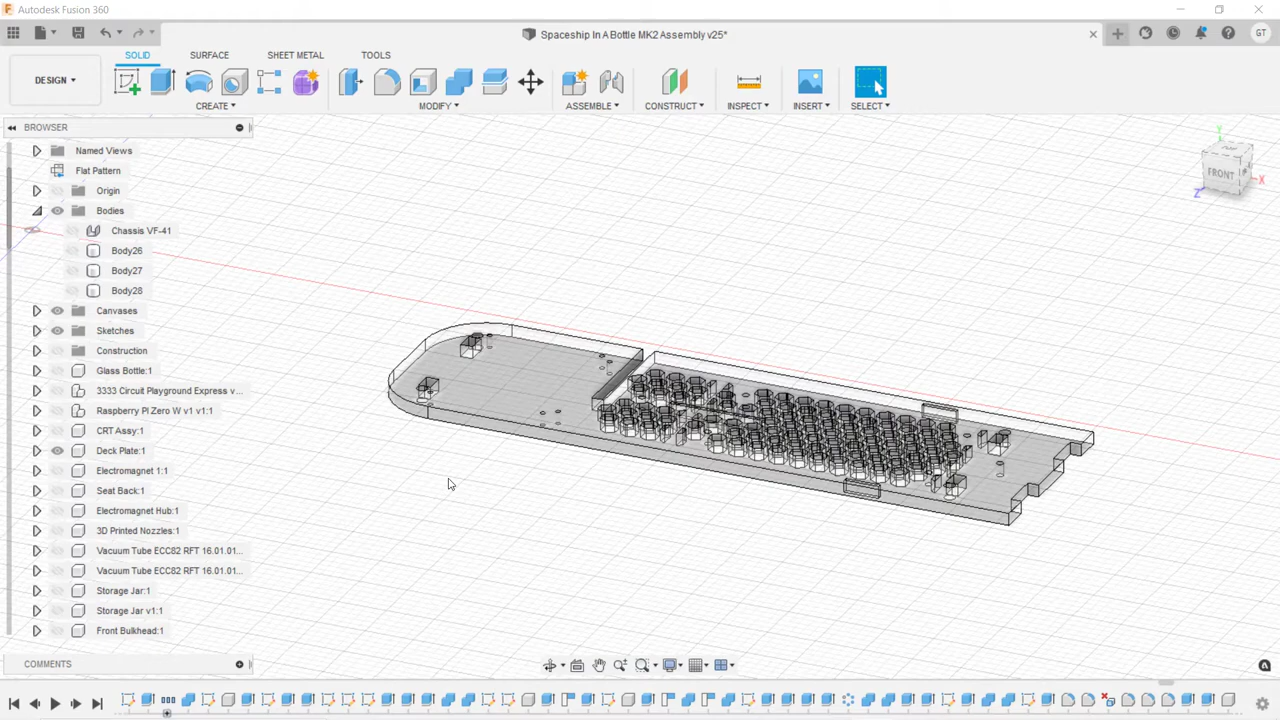 Autodesk Fusion 360
Spaceship In A Bottle MK2 Assembly v25*
GT
SOLID
SURFACE
SHEET METAL
TOOLS
DESIGN
CREATE
MODIFY
ASSEMBLE
CONSTRUCT
INSPECT
INSERT
SELECT
BROWSER
Named Views
Flat Pattern
Origin
Bodies
Chassis VF-41
Body26
Body27
Body28
Canvases
Sketches
Construction
Glass Bottle:1
3333 Circuit Playground Express v...
Raspberry PI Zero W v1 v1:1
CRT Assy:1
Deck Plate:1
Electromagnet 1:1
Seat Back:1
Electromagnet Hub:1
3D Printed Nozzles:1
Vacuum Tube ECC82 RFT 16.01.01...
Vacuum Tube ECC82 RFT 16.01.01...
Storage Jar:1
Storage Jar v1:1
Front Bulkhead:1
Y
FRONT
X
Z
COMMENTS